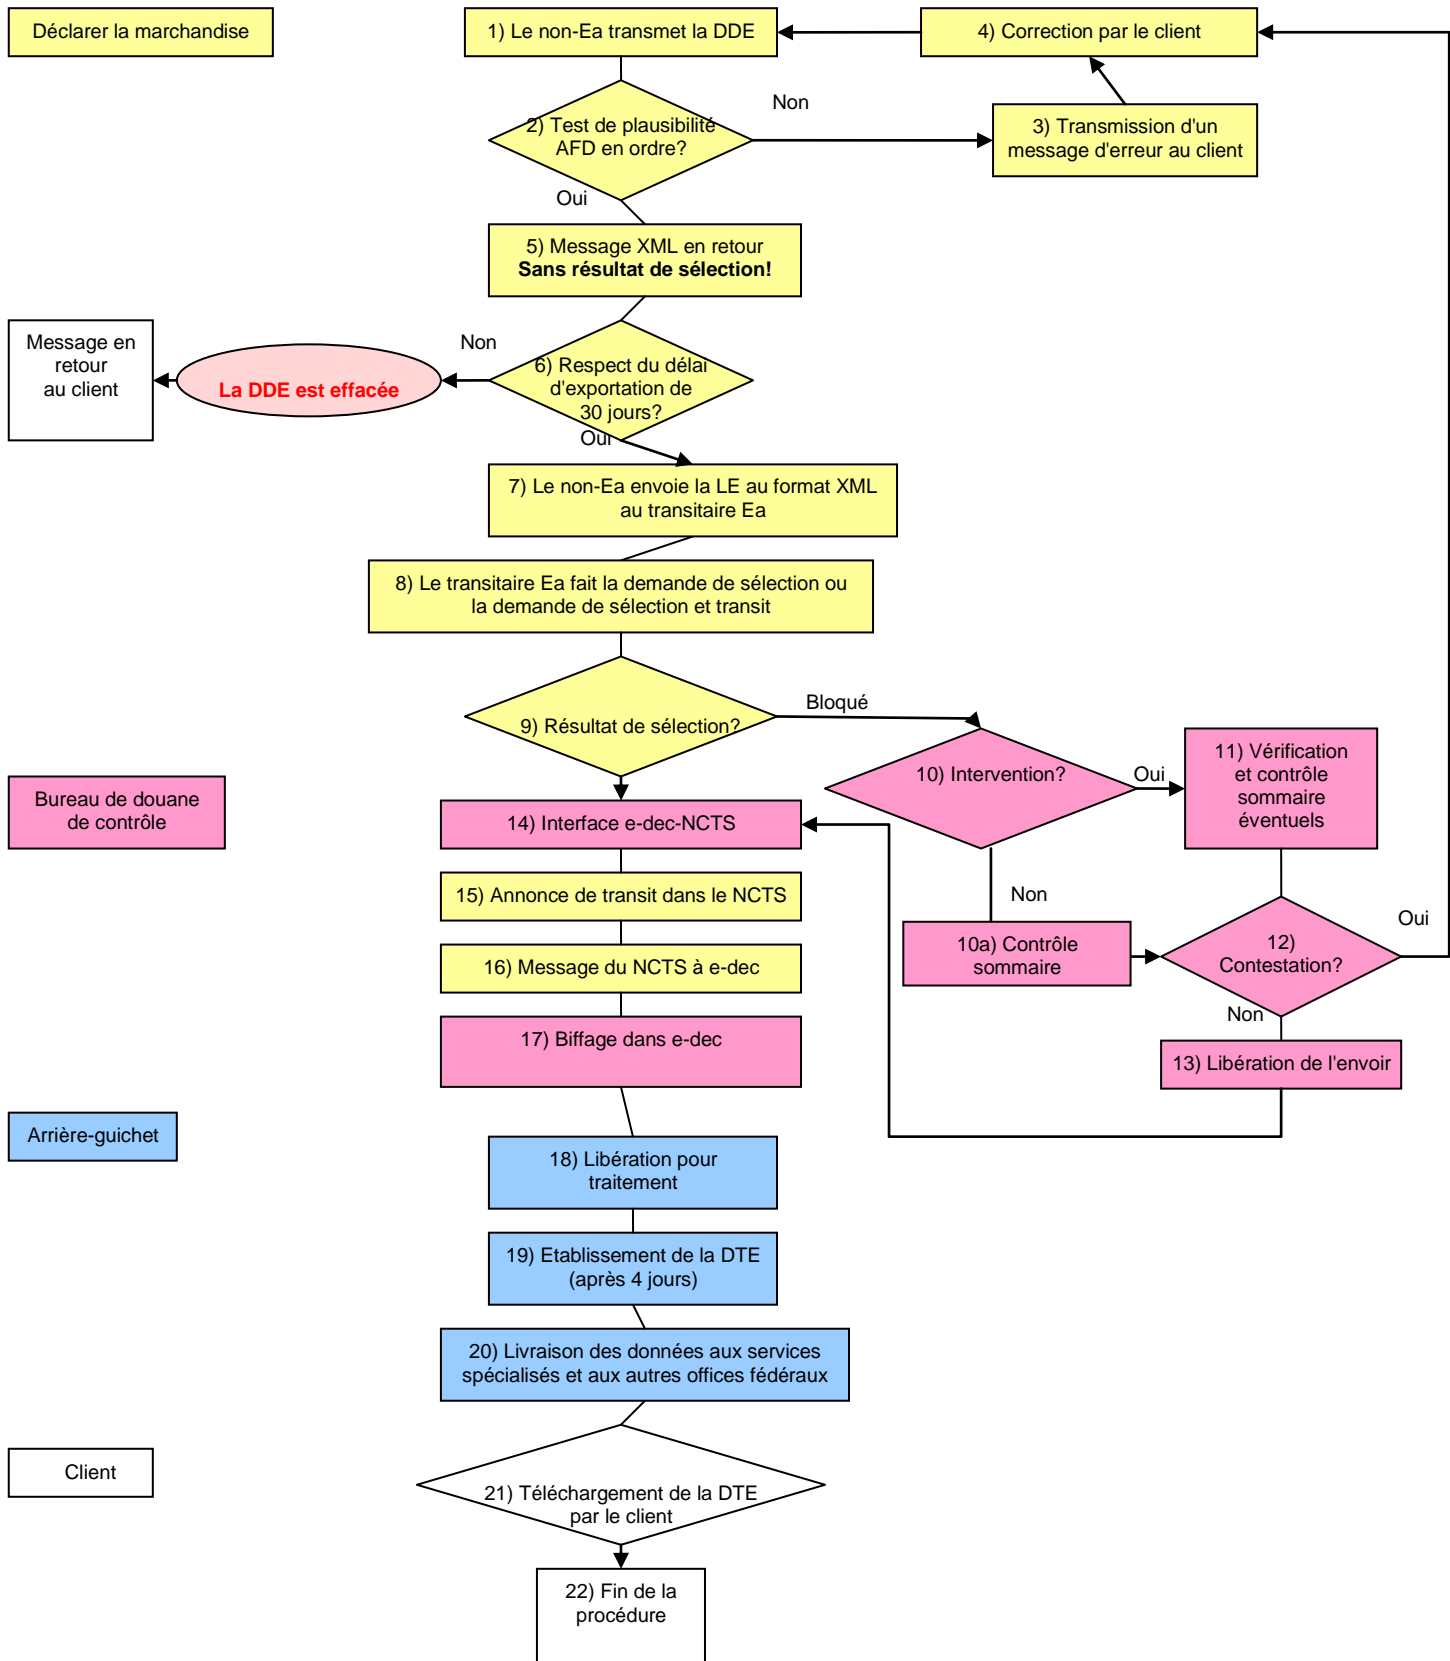 Déclarer la marchandise
1) Le non-Ea transmet la DDE
4) Correction par le client
Non
2) Test de plausibilité
AFD en ordre?
3) Transmission d'un
message d'erreur au client
Oui
5) Message XML en retour
Sans résultat de sélection!
Message en
retour
au client
La DDE est effacée
Non
6) Respect du délai
d'exportation de
30 jours?
Oui
7) Le non-Ea envoie la LE au format XML
au transitaire Ea
8) Le transitaire Ea fait la demande de sélection ou
la demande de sélection et transit
9) Résultat de sélection?
Bloqué
10) Intervention?
Oui
11) Vérification
et contrôle
sommaire
éventuels
Bureau de douane
de contrôle
14) Interface e-dec-NCTS
15) Annonce de transit dans le NCTS
Non
Oui
10a) Contrôle
sommaire
12)
Contestation?
16) Message du NCTS à e-dec
Non
17) Biffage dans e-dec
13) Libération de l'envoir
Arrière-guichet
18) Libération pour
traitement
19) Etablissement de la DTE
(après 4 jours)
20) Livraison des données aux services
spécialisés et aux autres offices fédéraux
Client
21) Téléchargement de la DTE
par le client
22) Fin de la
procédure